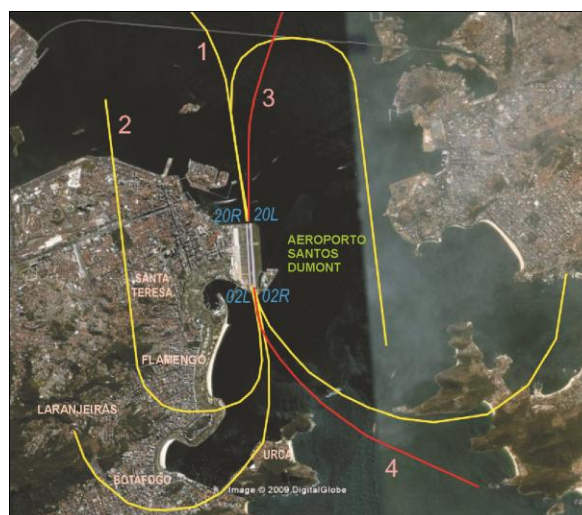 1
2
3
20R 20L
AEROPORTO
SANTOS
DUMONT
SANTA
TERESA
02L 02R
FLAMENGO
LARANJEIRAS
URCA
BOTAFOGO
4
Image © 2009 DigitalGlobe